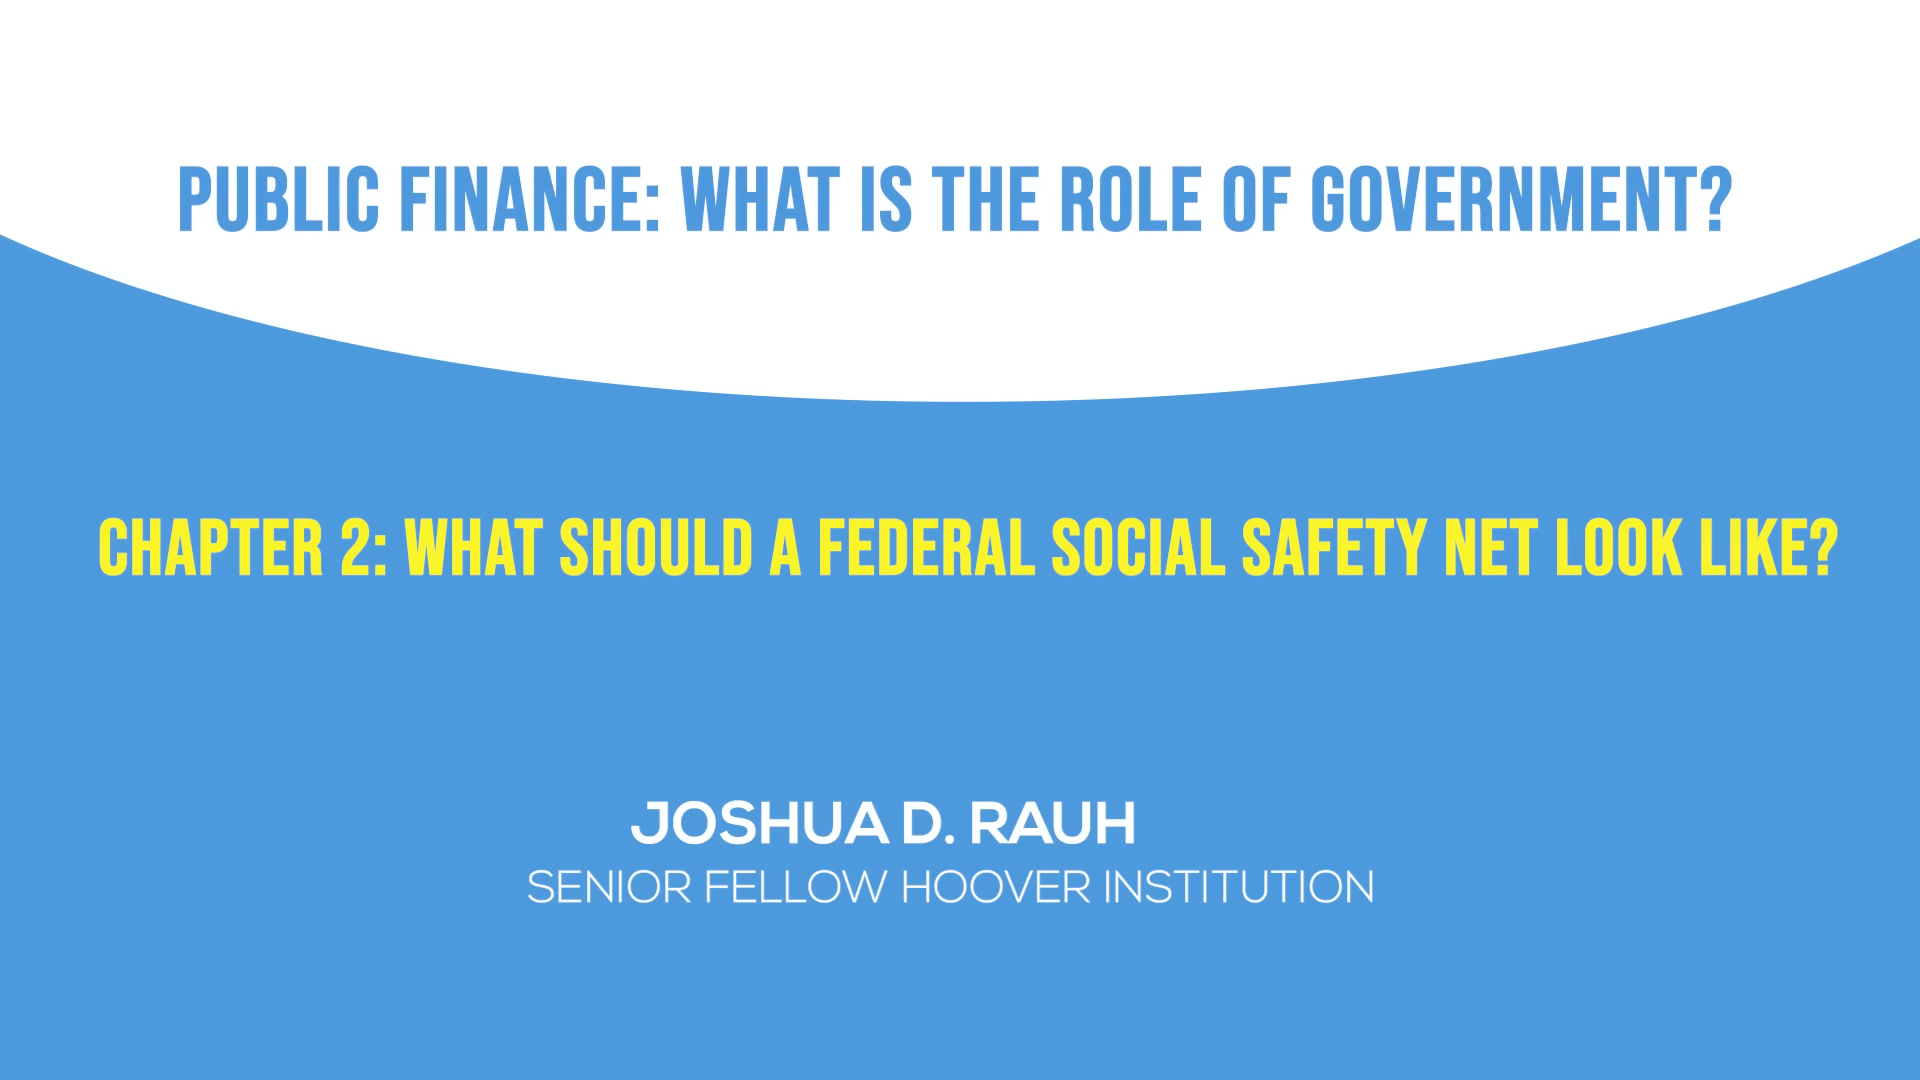 PUBLIC FINANCE: WHAT IS THE ROLE OF GOVERNMENT?
CHAPTER 2: WHAT SHOULD A FEDERAL SOCIAL SAFETY NET LOOK LIKE?
JOSHUA D. RAUH
SENIOR FELLOW HOOVER INSTITUTION